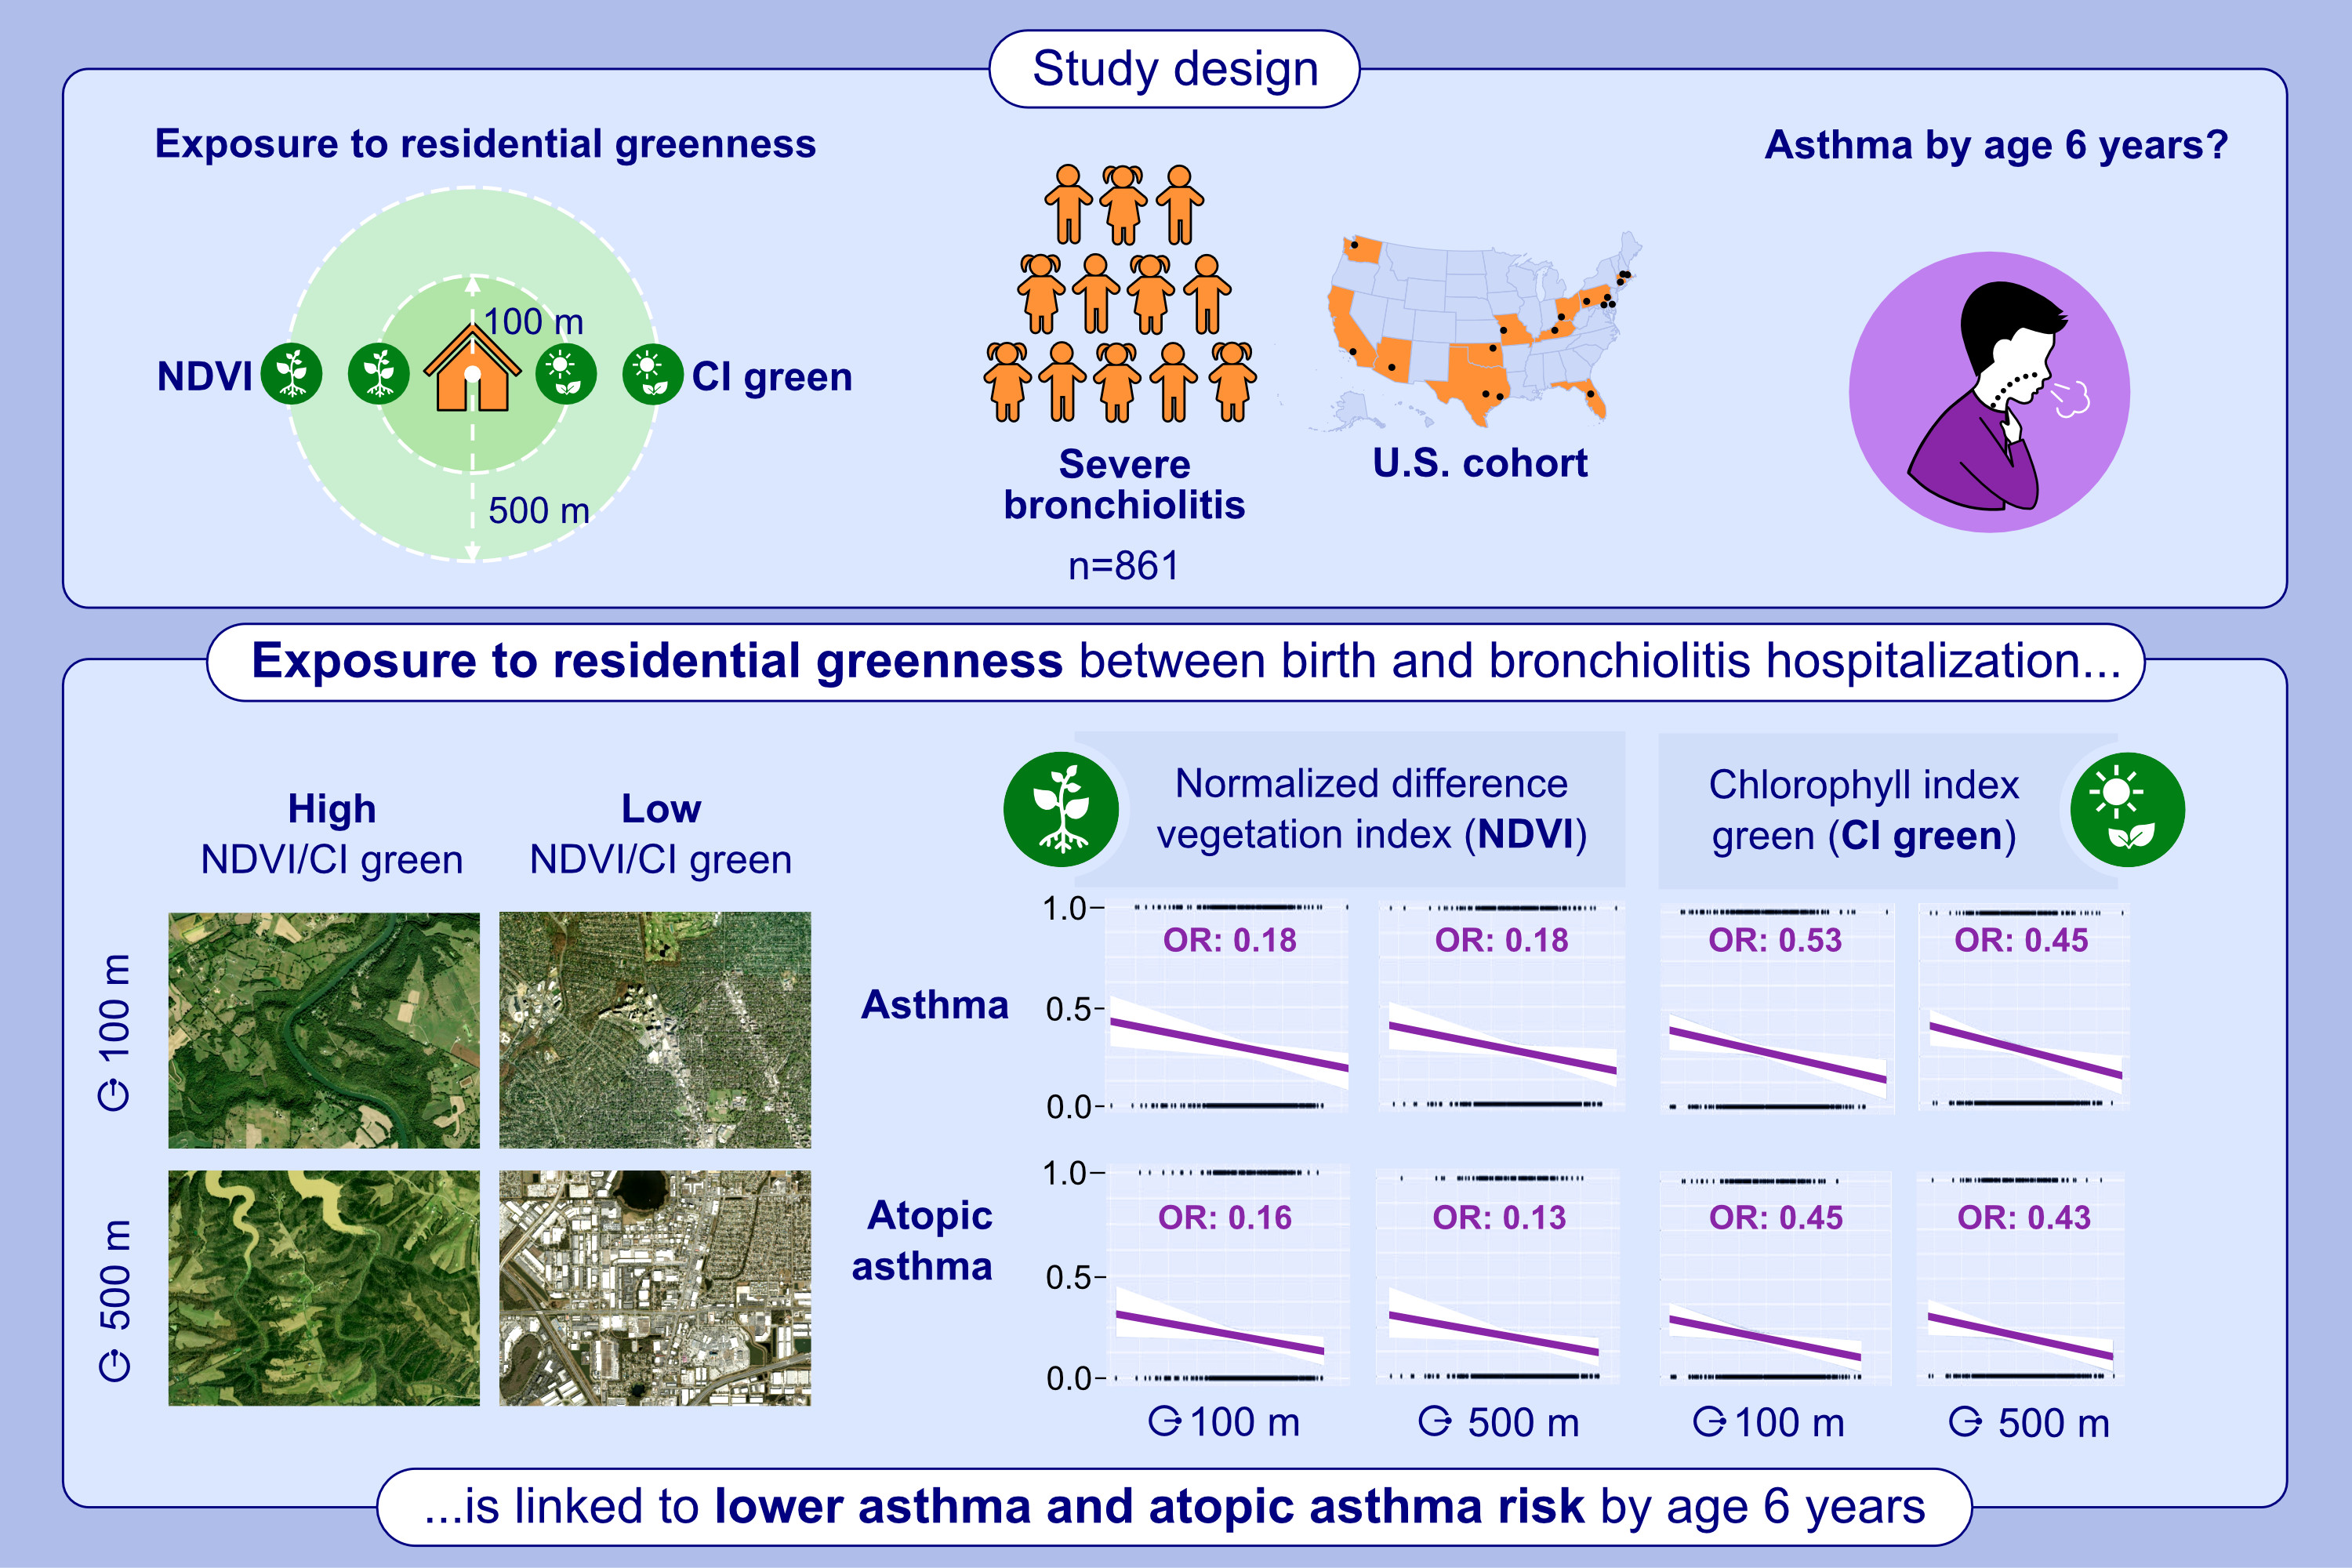 Study design
Exposure to residential greenness
100 m
NDVI
CI green
500 m
Severe
bronchiolitis
n=861
U.S. cohort
Asthma by age 6 years?
Exposure to residential greenness between birth and bronchiolitis hospitalization...
High
NDVI/CI green
Low
NDVI/CI green
100 m
500 m
Normalized difference
vegetation index (NDVI)
Chlorophyll index
green (CI green)
Asthma
1.0
0.5
0.0
OR: 0.18
OR: 0.18
OR: 0.53
OR: 0.45
Atopic
asthma
1.0
0.5
0.0
OR: 0.16
OR: 0.13
OR: 0.45
OR: 0.43
100 m
500 m
100 m
500 m
...is linked to lower asthma and atopic asthma risk by age 6 years